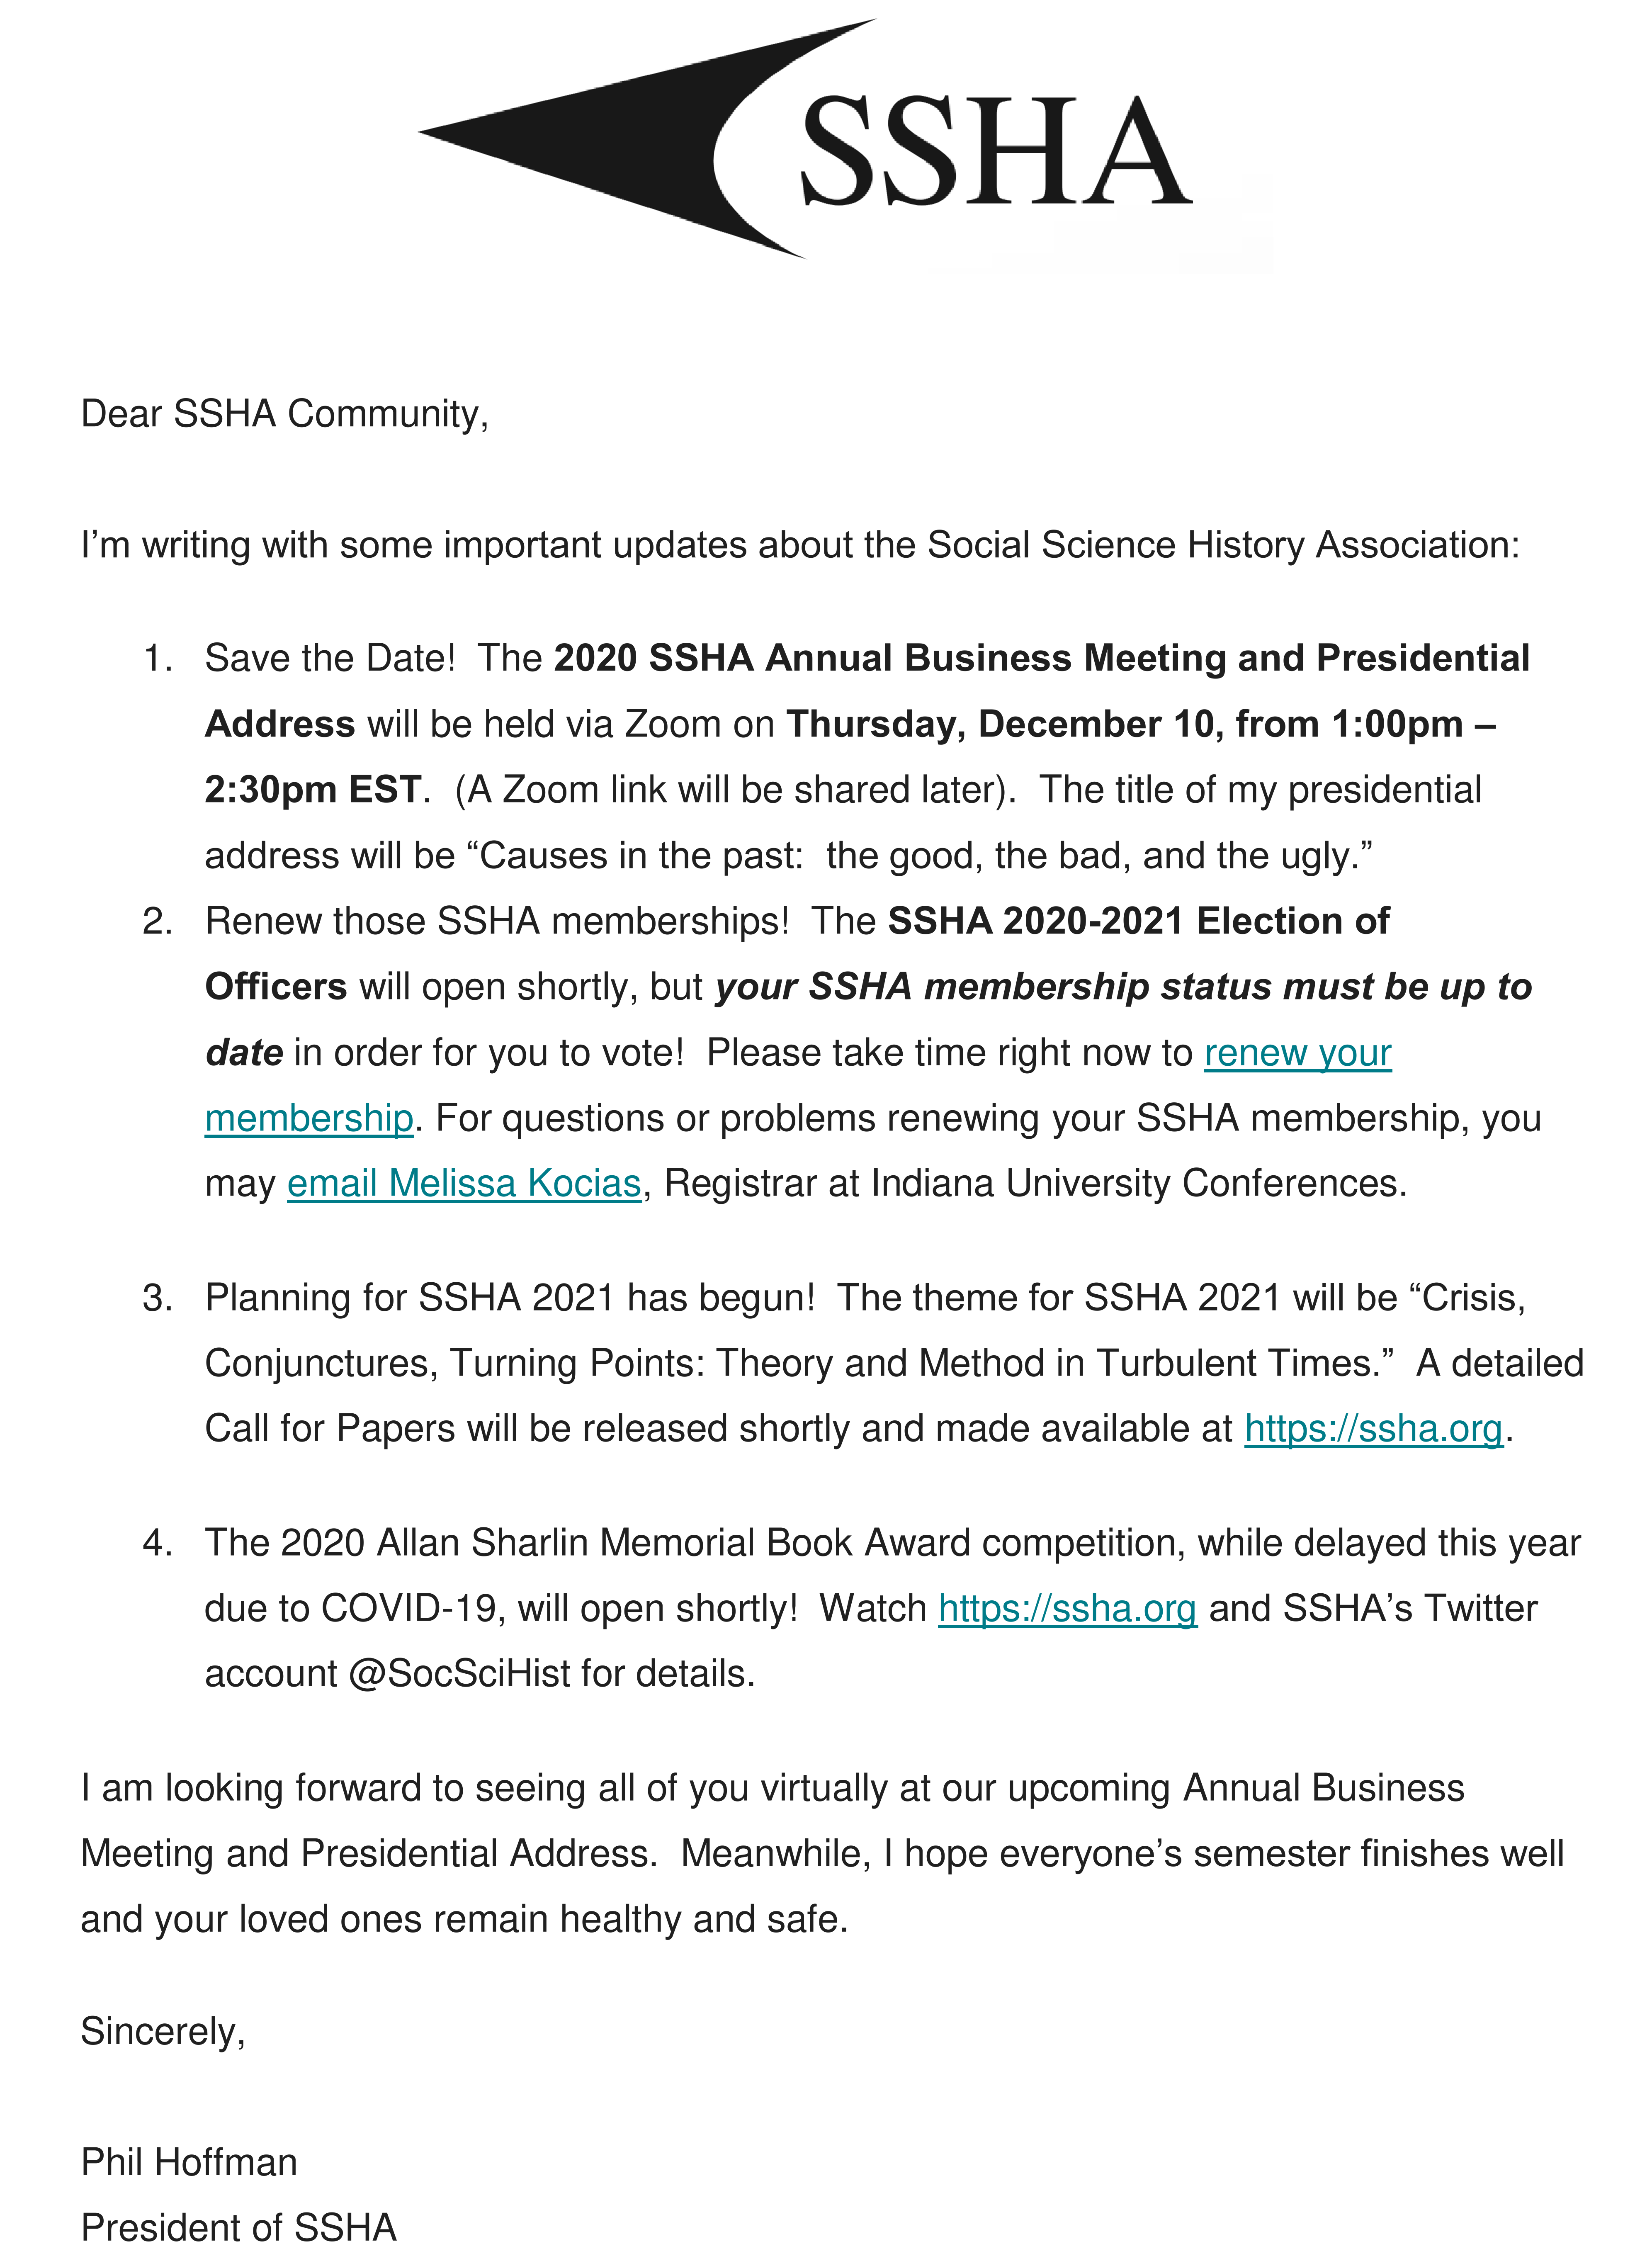 SSHA
Dear SSHA Community,
I’m writing with some important updates about the Social Science History Association:
1. Save the Date!  The 2020 SSHA Annual Business Meeting and Presidential
Address will be held via Zoom on Thursday, December 10, from 1:00pm –
2:30pm EST.  (A Zoom link will be shared later).  The title of my presidential
address will be “Causes in the past:  the good, the bad, and the ugly.”
2. Renew those SSHA memberships!  The SSHA 2020-2021 Election of
Officers will open shortly, but your SSHA membership status must be up to
date in order for you to vote!  Please take time right now to renew your
membership. For questions or problems renewing your SSHA membership, you
may email Melissa Kocias, Registrar at Indiana University Conferences.
3. Planning for SSHA 2021 has begun!  The theme for SSHA 2021 will be “Crisis,
Conjunctures, Turning Points: Theory and Method in Turbulent Times.”  A detailed
Call for Papers will be released shortly and made available at https://ssha.org.
4. The 2020 Allan Sharlin Memorial Book Award competition, while delayed this year
due to COVID-19, will open shortly!  Watch https://ssha.org and SSHA’s Twitter
account @SocSciHist for details.
I am looking forward to seeing all of you virtually at our upcoming Annual Business
Meeting and Presidential Address.  Meanwhile, I hope everyone’s semester finishes well
and your loved ones remain healthy and safe.
Sincerely,
Phil Hoffman
President of SSHA